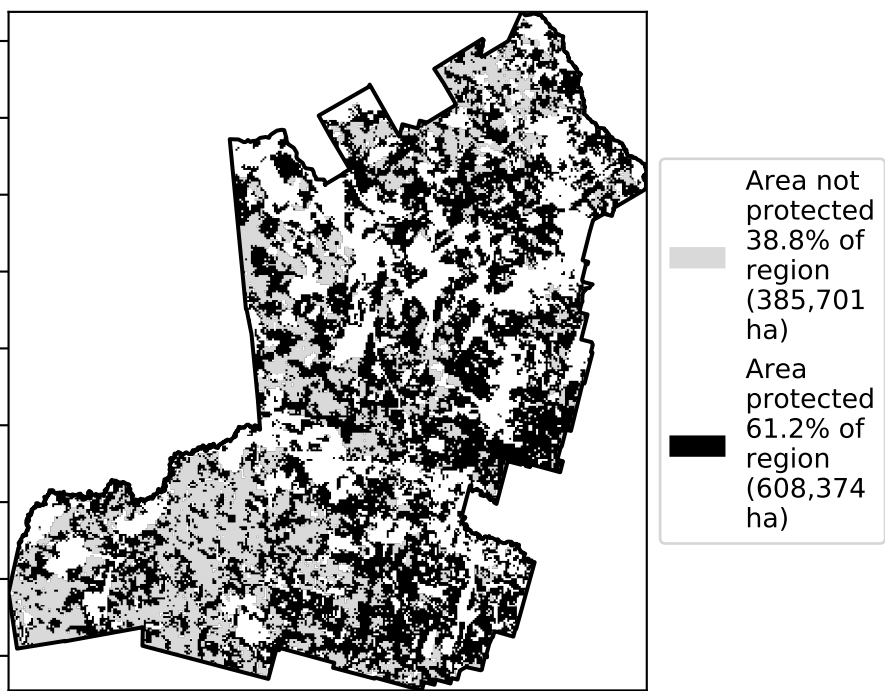 Area not
protected
38.8% of
region
(385,701
ha)
Area
protected
61.2% of
region
(608,374
ha)